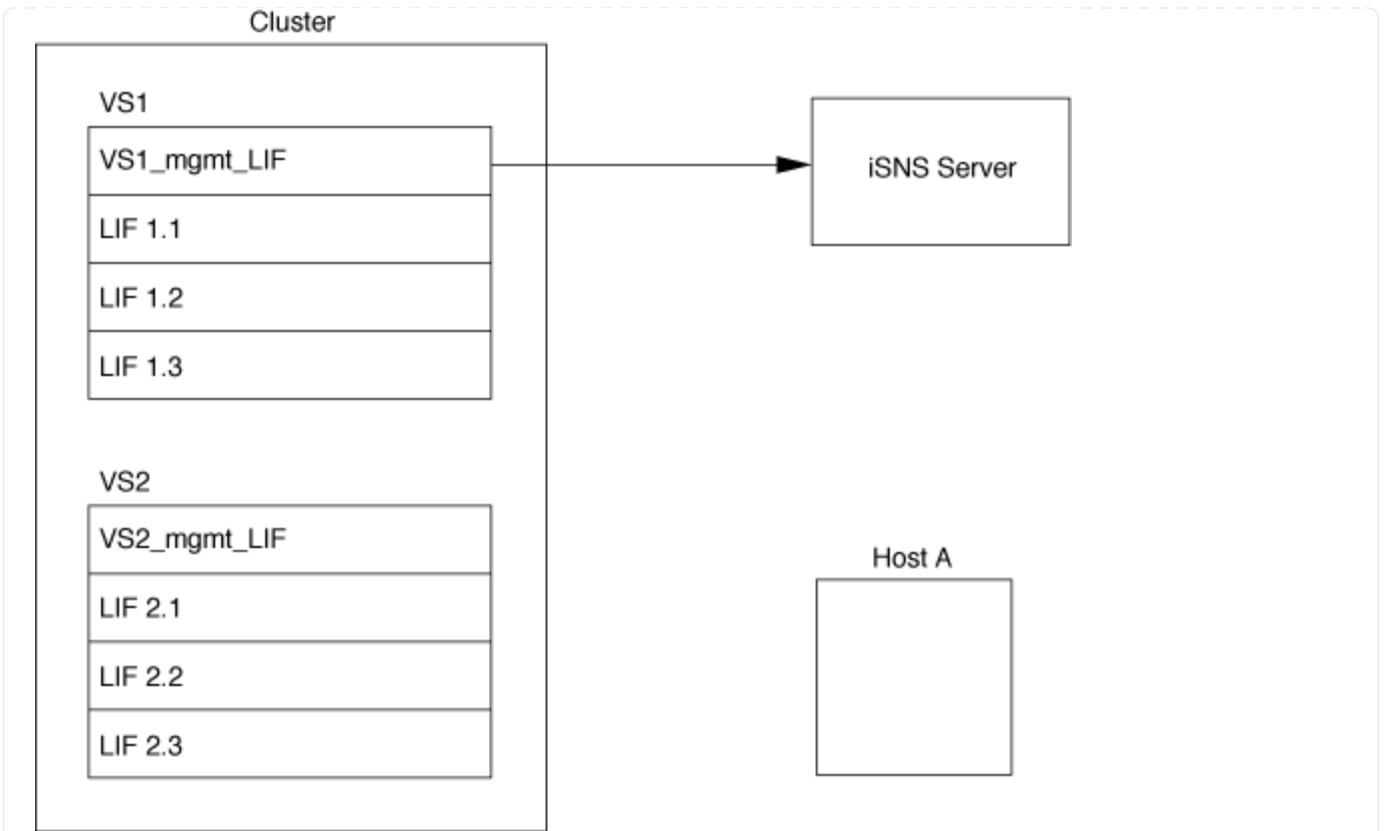 Cluster
VS1
VS1_mgmt_LIF
iSNS Server
LIF 1.1
LIF 1.2
LIF 1.3
VS2
VS2_mgmt_LIF
Host A
LIF 2.1
LIF 2.2
LIF 2.3